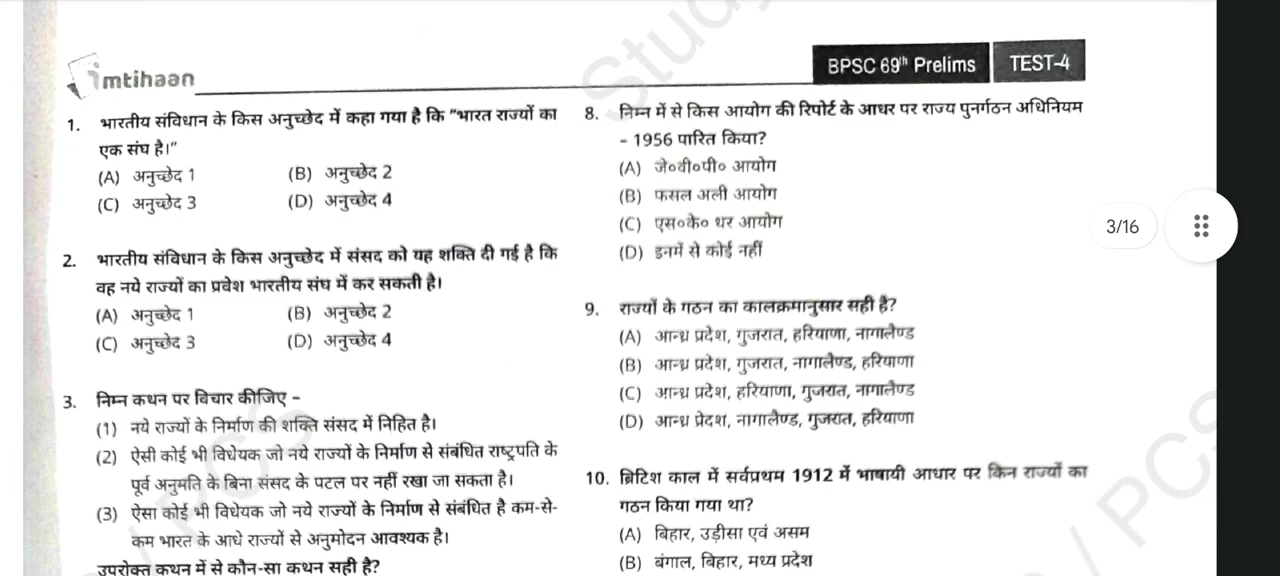 imtihaan
BPSC 69th Prelims TEST-4
1. भारतीय संविधान के किस अनुच्छेद में कहा गया है कि "भारत राज्यों का
एक संघ है।"
(A) अनुच्छेद 1 (B) अनुच्छेद 2
(C) अनुच्छेद 3 (D) अनुच्छेद 4
2. भारतीय संविधान के किस अनुच्छेद में संसद को यह शक्ति दी गई है कि
वह नये राज्यों का प्रवेश भारतीय संघ में कर सकती है।
(A) अनुच्छेद 1 (B) अनुच्छेद 2
(C) अनुच्छेद 3 (D) अनुच्छेद 4
3. निम्न कथन पर विचार कीजिए –
(1) नये राज्यों के निर्माण की शक्ति संसद में निहित है।
(2) ऐसी कोई भी विधेयक जो नये राज्यों के निर्माण से संबंधित राष्ट्रपति के
पूर्व अनुमति के बिना संसद के पटल पर नहीं रखा जा सकता है।
(3) ऐसा कोई भी विधेयक जो नये राज्यों के निर्माण से संबंधित है कम-से-
कम भारत के आधे राज्यों से अनुमोदन आवश्यक है।
उपरोक्त कथन में से कौन-सा कथन सही है?
8. निम्न में से किस आयोग की रिपोर्ट के आधर पर राज्य पुनर्गठन अधिनियम
- 1956 पारित किया?
(A) जे०वी०पी० आयोग
(B) फसल अली आयोग
(C) एस०के० धर आयोग
(D) इनमें से कोई नहीं
9. राज्यों के गठन का कालक्रमानुसार सही है?
(A) आन्ध्र प्रदेश, गुजरात, हरियाणा, नागालैण्ड
(B) आन्ध्र प्रदेश, गुजरात, नागालैण्ड, हरियाणा
(C) आन्ध्र प्रदेश, हरियाणा, गुजरात, नागालैण्ड
(D) आन्ध्र प्रेदश, नागालैण्ड, गुजरात, हरियाणा
10. ब्रिटिश काल में सर्वप्रथम 1912 में भाषायी आधार पर किन राज्यों का
गठन किया गया था?
(A) बिहार, उड़ीसा एवं असम
(B) बंगाल, बिहार, मध्य प्रदेश
3/16
Study
/ PCS
/ PCS